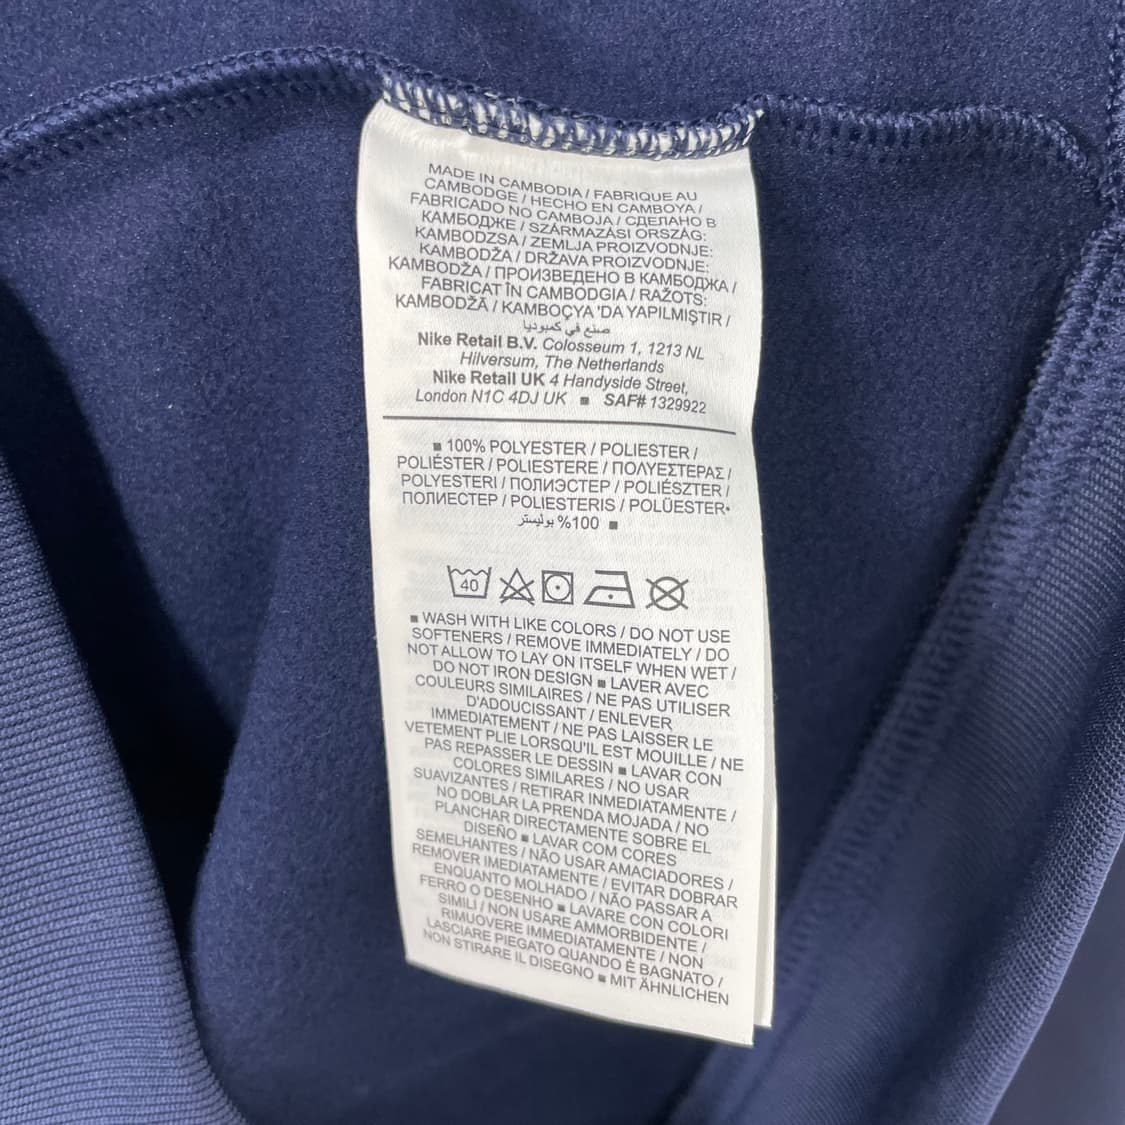 MADE IN CAMBODIA / FABRIQUE AU
CAMBODGE / HECHO EN CAMBOYA /
FABRICADO NO CAMBOJA / СДЕЛАНО В
КАМБОДЖЕ / SZÁRMAZÁSI ORSZÁG:
KAMBODZSA / ZEMLJA PROIZVODNJE:
KAMBODŽA / DRŽAVA PROIZVODNJE:
KAMBODŽA / ПРОИЗВЕДЕНО В КАМБОДЖА /
FABRICAT ÎN CAMBODGIA / RAŽOTS:
KAMBODŽĀ / KAMBOÇYA 'DA YAPILMIŞTIR /
صنع في كمبوديا
Nike Retail B.V. Colosseum 1, 1213 NL
Hilversum, The Netherlands
Nike Retail UK 4 Handyside Street,
London N1C 4DJ UK ■ SAF# 1329922
■ 100% POLYESTER / POLIESTER /
POLIÉSTER / POLIESTERE / ΠΟΛΥΕΣΤΕΡΑΣ /
POLYESTERI / ПОЛИЭСТЕР / POLIÉSZTER /
ПОЛИЕСТЕР / POLIESTERIS / POLÜESTER•
100% بوليستر ■
40
■ WASH WITH LIKE COLORS / DO NOT USE
SOFTENERS / REMOVE IMMEDIATELY / DO
NOT ALLOW TO LAY ON ITSELF WHEN WET /
DO NOT IRON DESIGN ■ LAVER AVEC
COULEURS SIMILAIRES / NE PAS UTILISER
D'ADOUCISSANT / ENLEVER
IMMEDIATEMENT / NE PAS LAISSER LE
VETEMENT PLIE LORSQU'IL EST MOUILLE / NE
PAS REPASSER LE DESSIN ■ LAVAR CON
COLORES SIMILARES / NO USAR
SUAVIZANTES / RETIRAR INMEDIATAMENTE /
NO DOBLAR LA PRENDA MOJADA / NO
PLANCHAR DIRECTAMENTE SOBRE EL
DISEÑO ■ LAVAR COM CORES
SEMELHANTES / NÃO USAR AMACIADORES /
REMOVER IMEDIATAMENTE / EVITAR DOBRAR
ENQUANTO MOLHADO / NÃO PASSAR A
FERRO O DESENHO ■ LAVARE CON COLORI
SIMILI / NON USARE AMMORBIDENTE /
RIMUOVERE IMMEDIATAMENTE / NON
LASCIARE PIEGATO QUANDO È BAGNATO /
NON STIRARE IL DISEGNO ■ MIT ÄHNLICHEN